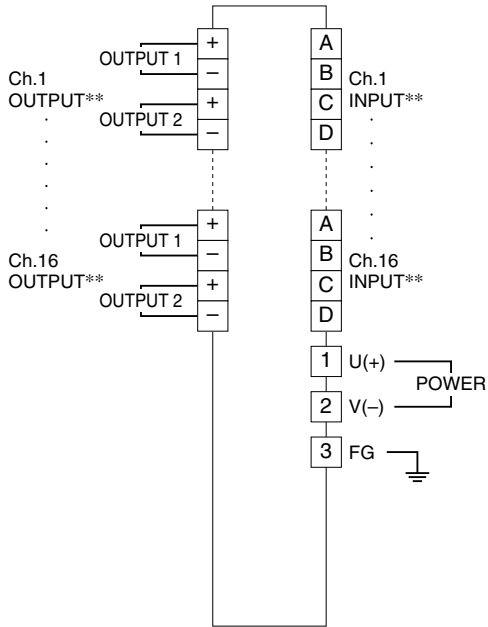 +
OUTPUT 1
–
Ch.1
OUTPUT**
+
OUTPUT 2
–
A
B
C
D
Ch.1
INPUT**
+
OUTPUT 1
–
Ch.16
OUTPUT**
+
OUTPUT 2
–
A
B
C
D
Ch.16
INPUT**
1 U(+)
POWER
2 V(–)
3 FG